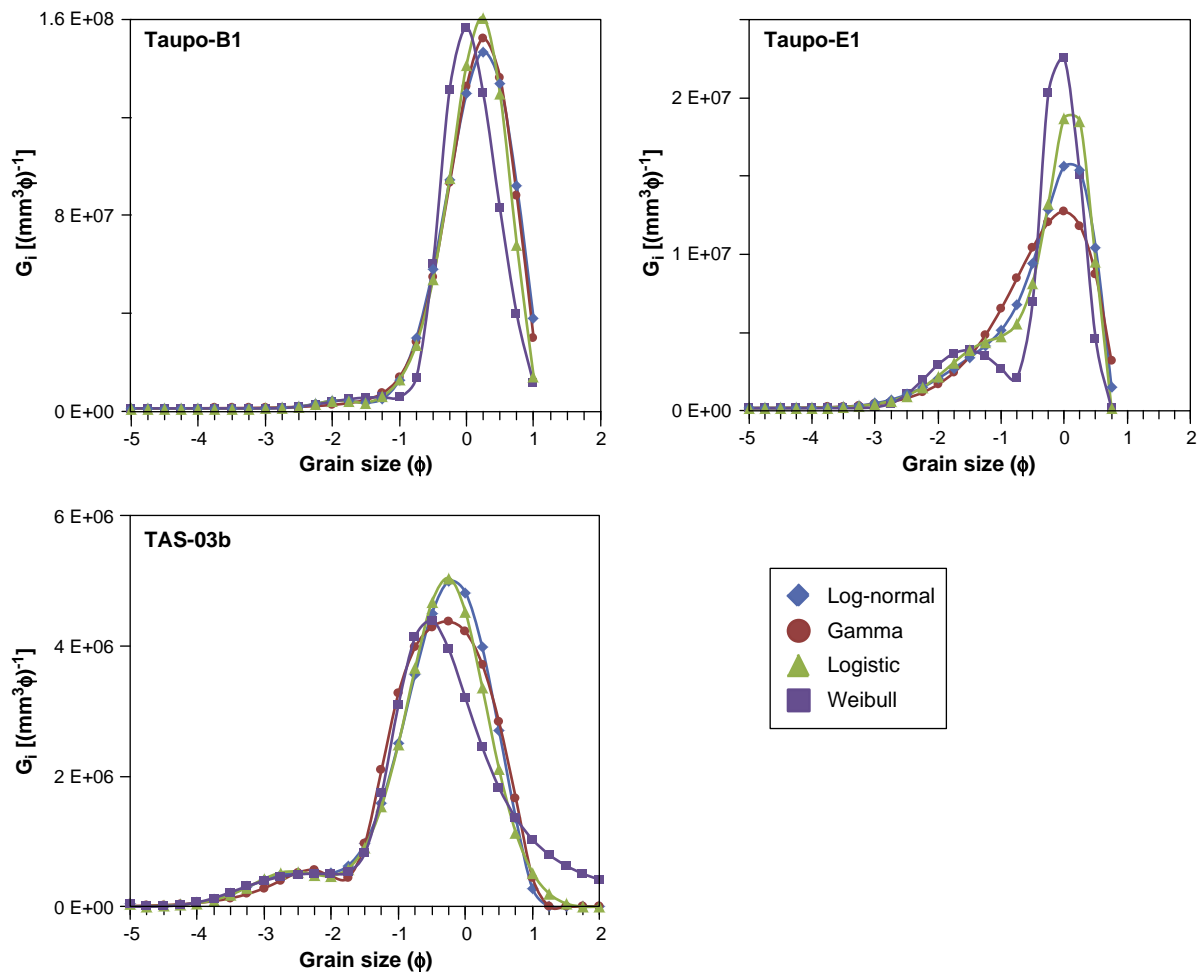 Taupo-B1
1.6 E+08
8 E+07
0 E+00
G_i [(mm³ϕ)⁻¹]
-5 -4 -3 -2 -1 0 1 2
Grain size (ϕ)
Taupo-E1
2 E+07
1 E+07
0 E+00
G_i [(mm³ϕ)⁻¹]
-5 -4 -3 -2 -1 0 1 2
Grain size (ϕ)
TAS-03b
6 E+06
4 E+06
2 E+06
0 E+00
G_i [(mm³ϕ)⁻¹]
-5 -4 -3 -2 -1 0 1 2
Grain size (ϕ)
Log-normal
Gamma
Logistic
Weibull